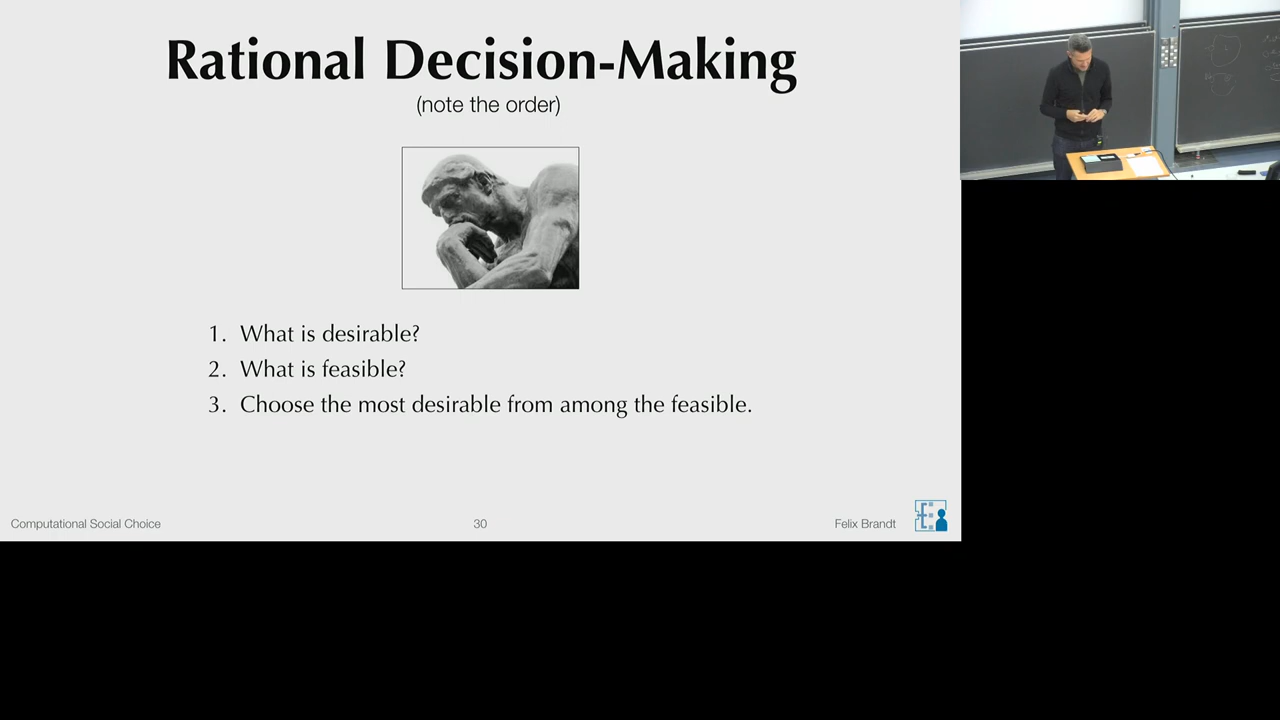 Rational Decision-Making
(note the order)
1. What is desirable?
2. What is feasible?
3. Choose the most desirable from among the feasible.
Computational Social Choice
30
Felix Brandt